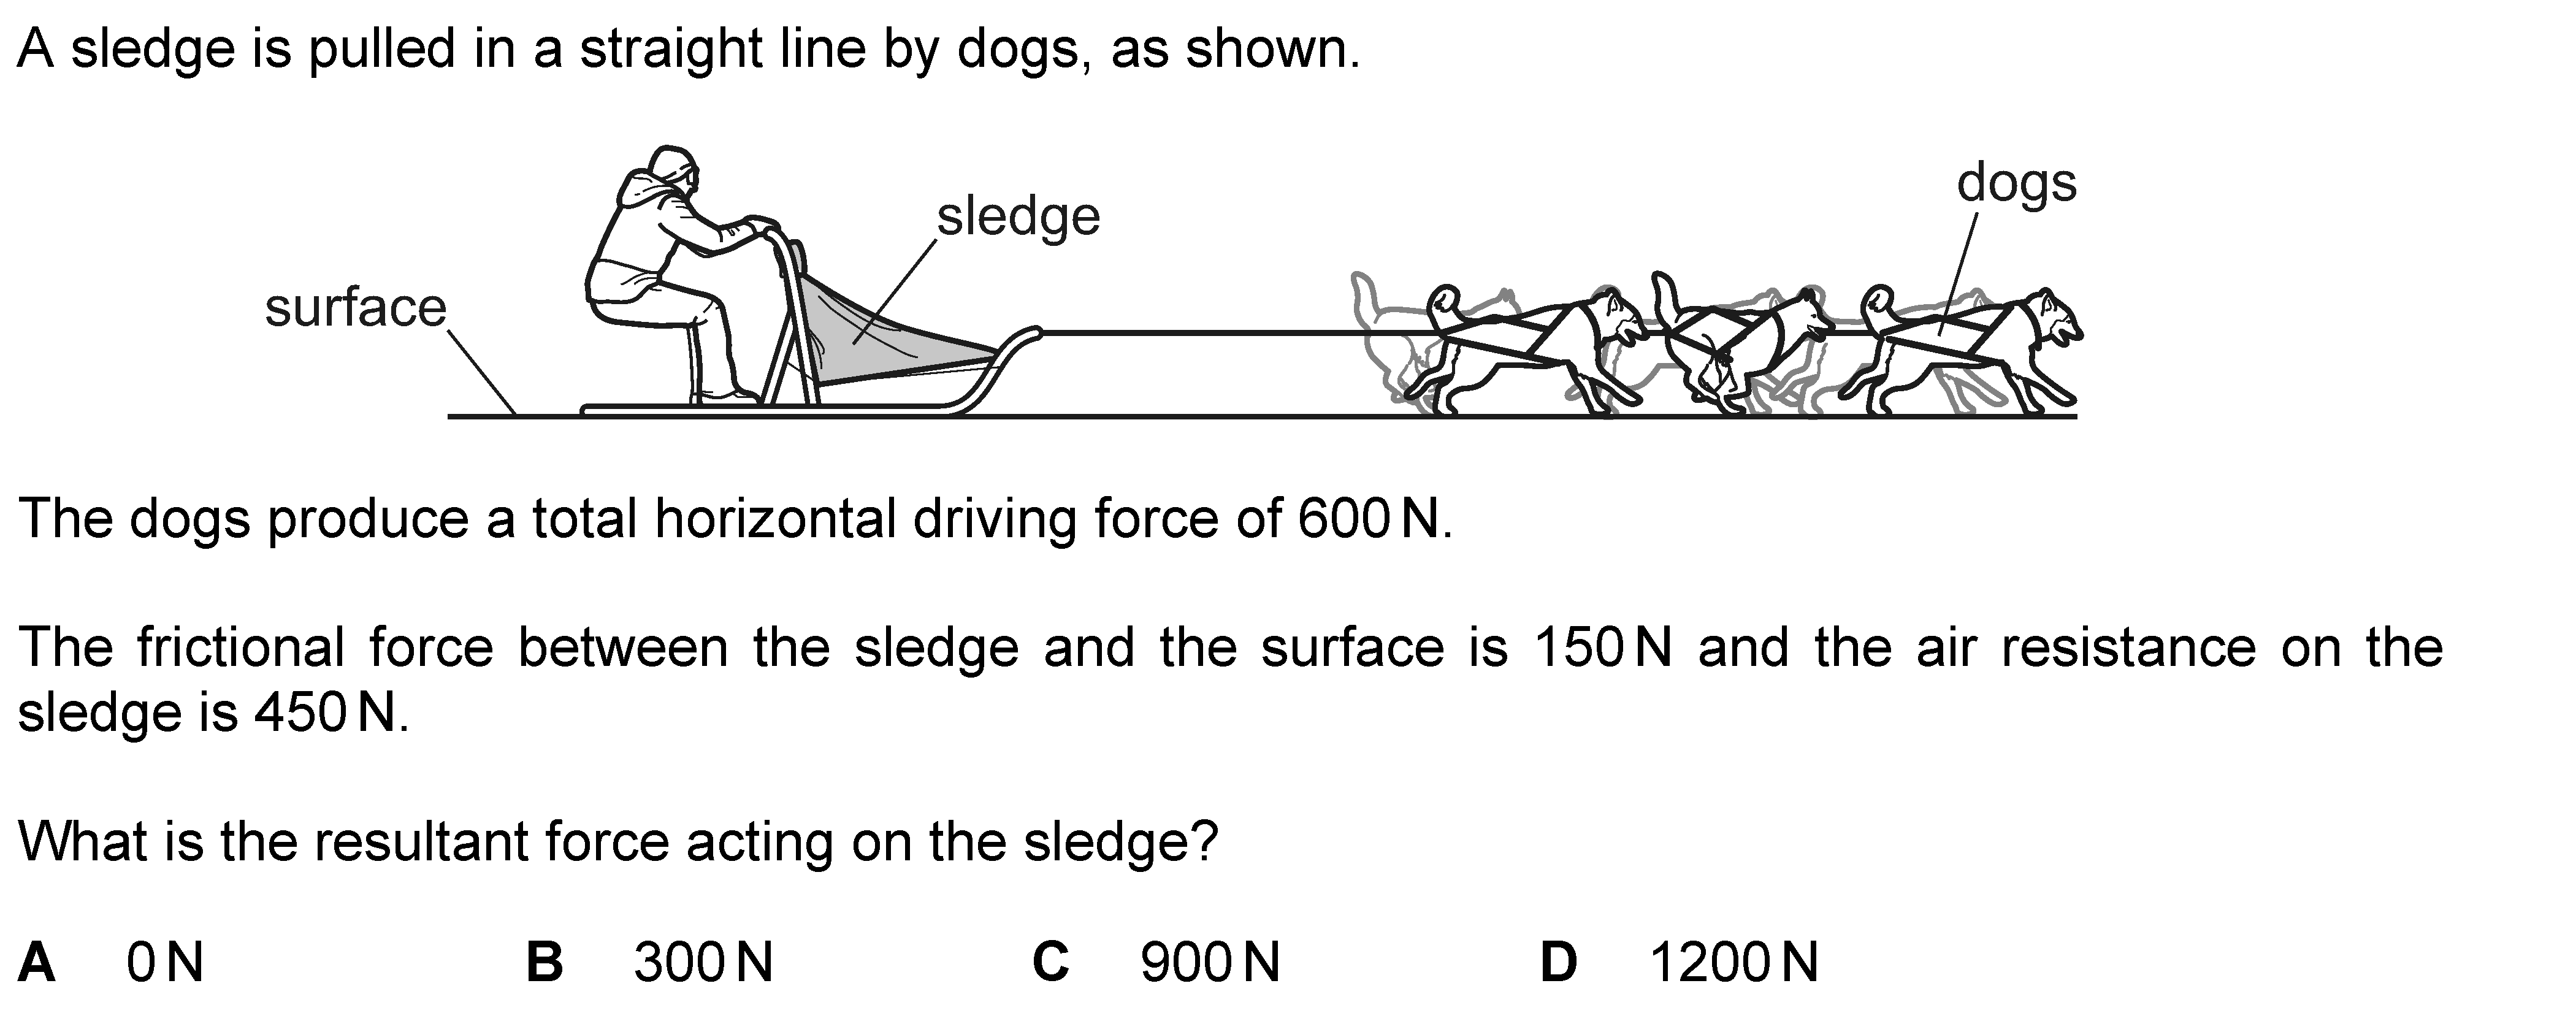 A sledge is pulled in a straight line by dogs, as shown.
dogs
sledge
surface
The dogs produce a total horizontal driving force of 600 N.
The frictional force between the sledge and the surface is 150 N and the air resistance on the
sledge is 450 N.
What is the resultant force acting on the sledge?
A 0 N B 300 N C 900 N D 1200 N